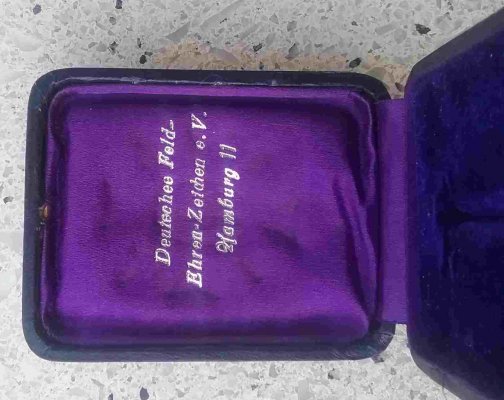 Deutsches Feld-
Ehren-Zeichen e.V.
Hamburg 11